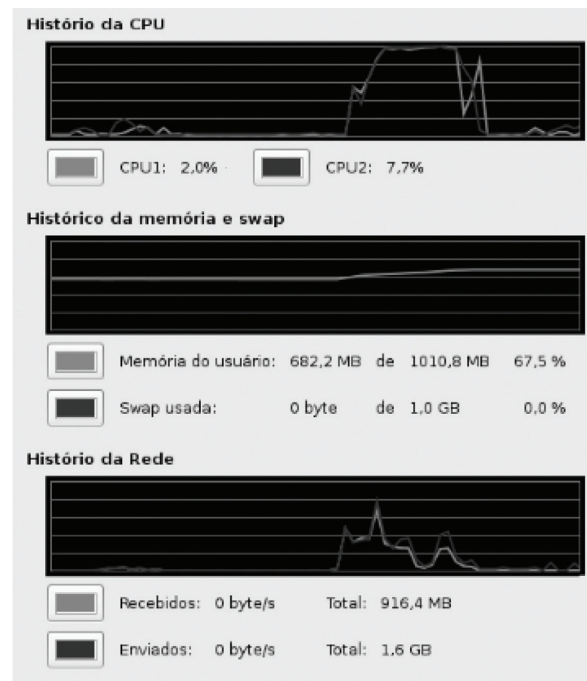 Histório da CPU
CPU1: 2,0% CPU2: 7,7%
Histórico da memória e swap
Memória do usuário: 682,2 MB de 1010,8 MB 67,5 %
Swap usada: 0 byte de 1,0 GB 0,0 %
Histório da Rede
Recebidos: 0 byte/s Total: 916,4 MB
Enviados: 0 byte/s Total: 1,6 GB